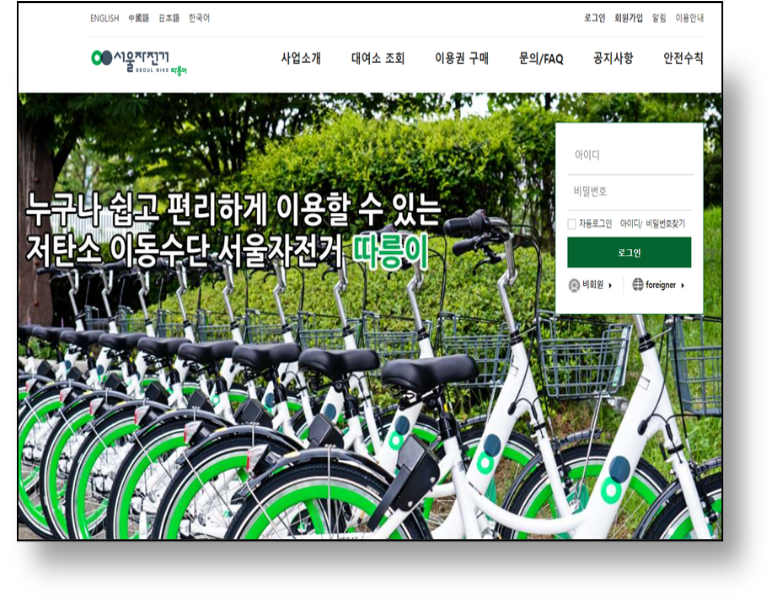 ENGLISH 中國語 日本語 한국어
로그인 회원가입 알림 이용안내
서울자전거
SEOUL BIKE 따릉이
사업소개 대여소 조회 이용권 구매 문의/FAQ 공지사항 안전수칙
누구나 쉽고 편리하게 이용할 수 있는
저탄소 이동수단 서울자전거 따릉이
아이디
비밀번호
자동로그인 아이디/ 비밀번호찾기
로그인
비회원 foreigner